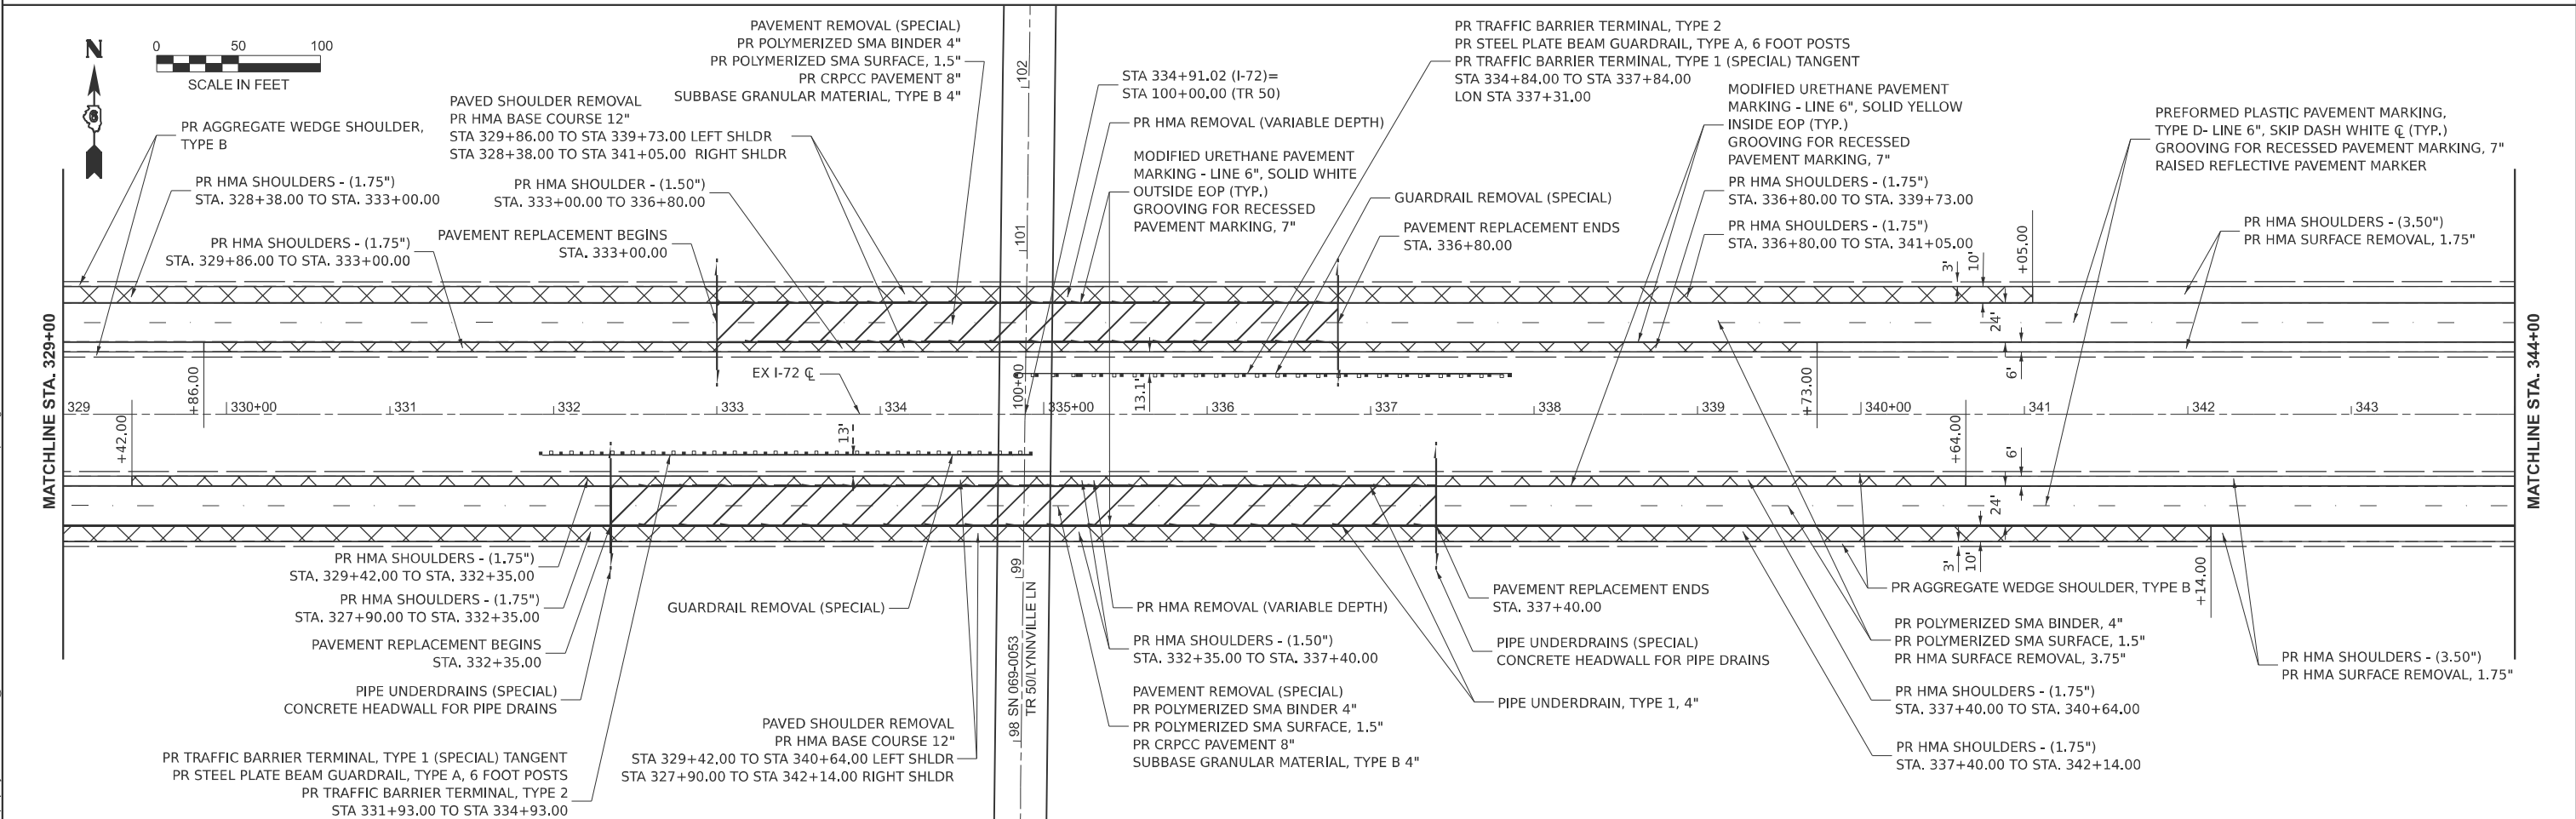 N
0 50 100
SCALE IN FEET
PR AGGREGATE WEDGE SHOULDER,
TYPE B
PR HMA SHOULDERS - (1.75")
STA. 328+38.00 TO STA. 333+00.00
PR HMA SHOULDERS - (1.75")
STA. 329+86.00 TO STA. 333+00.00
PAVEMENT REMOVAL (SPECIAL)
PR POLYMERIZED SMA BINDER 4"
PR POLYMERIZED SMA SURFACE, 1.5"
PR CRPCC PAVEMENT 8"
SUBBASE GRANULAR MATERIAL, TYPE B 4"
PAVED SHOULDER REMOVAL
PR HMA BASE COURSE 12"
STA 329+86.00 TO STA 339+73.00 LEFT SHLDR
STA 328+38.00 TO STA 341+05.00 RIGHT SHLDR
PR HMA SHOULDER - (1.50")
STA. 333+00.00 TO 336+80.00
PAVEMENT REPLACEMENT BEGINS
STA. 333+00.00
102
101
100+00
99
98
SN 069-0053
TR 50/LYNNVILLE LN
STA 334+91.02 (I-72)=
STA 100+00.00 (TR 50)
PR HMA REMOVAL (VARIABLE DEPTH)
MODIFIED URETHANE PAVEMENT
MARKING - LINE 6", SOLID WHITE
OUTSIDE EOP (TYP.)
GROOVING FOR RECESSED
PAVEMENT MARKING, 7"
PR TRAFFIC BARRIER TERMINAL, TYPE 2
PR STEEL PLATE BEAM GUARDRAIL, TYPE A, 6 FOOT POSTS
PR TRAFFIC BARRIER TERMINAL, TYPE 1 (SPECIAL) TANGENT
STA 334+84.00 TO STA 337+84.00
LON STA 337+31.00
GUARDRAIL REMOVAL (SPECIAL)
PAVEMENT REPLACEMENT ENDS
STA. 336+80.00
MODIFIED URETHANE PAVEMENT
MARKING - LINE 6", SOLID YELLOW
INSIDE EOP (TYP.)
GROOVING FOR RECESSED
PAVEMENT MARKING, 7"
PR HMA SHOULDERS - (1.75")
STA. 336+80.00 TO STA. 339+73.00
PR HMA SHOULDERS - (1.75")
STA. 336+80.00 TO STA. 341+05.00
PREFORMED PLASTIC PAVEMENT MARKING,
TYPE D- LINE 6", SKIP DASH WHITE ℄ (TYP.)
GROOVING FOR RECESSED PAVEMENT MARKING, 7"
RAISED REFLECTIVE PAVEMENT MARKER
PR HMA SHOULDERS - (3.50")
PR HMA SURFACE REMOVAL, 1.75"
3'
10'
+05.00
24'
6'
MATCHLINE STA. 329+00
MATCHLINE STA. 344+00
+42.00
+86.00
EX I-72 ℄
13.1'
+73.00
329 330+00 331 332 333 334 335+00 336 337 338 339 340+00 341 342 343
13'
+64.00
6'
24'
3'
10'
+14.00
PR HMA SHOULDERS - (1.75")
STA. 329+42.00 TO STA. 332+35.00
PR HMA SHOULDERS - (1.75")
STA. 327+90.00 TO STA. 332+35.00
PAVEMENT REPLACEMENT BEGINS
STA. 332+35.00
PIPE UNDERDRAINS (SPECIAL)
CONCRETE HEADWALL FOR PIPE DRAINS
PR TRAFFIC BARRIER TERMINAL, TYPE 1 (SPECIAL) TANGENT
PR STEEL PLATE BEAM GUARDRAIL, TYPE A, 6 FOOT POSTS
PR TRAFFIC BARRIER TERMINAL, TYPE 2
STA 331+93.00 TO STA 334+93.00
GUARDRAIL REMOVAL (SPECIAL)
PAVED SHOULDER REMOVAL
PR HMA BASE COURSE 12"
STA 329+42.00 TO STA 340+64.00 LEFT SHLDR
STA 327+90.00 TO STA 342+14.00 RIGHT SHLDR
PR HMA REMOVAL (VARIABLE DEPTH)
PR HMA SHOULDERS - (1.50")
STA. 332+35.00 TO STA. 337+40.00
PAVEMENT REMOVAL (SPECIAL)
PR POLYMERIZED SMA BINDER 4"
PR POLYMERIZED SMA SURFACE, 1.5"
PR CRPCC PAVEMENT 8"
SUBBASE GRANULAR MATERIAL, TYPE B 4"
PAVEMENT REPLACEMENT ENDS
STA. 337+40.00
PIPE UNDERDRAINS (SPECIAL)
CONCRETE HEADWALL FOR PIPE DRAINS
PIPE UNDERDRAIN, TYPE 1, 4"
PR AGGREGATE WEDGE SHOULDER, TYPE B
PR POLYMERIZED SMA BINDER, 4"
PR POLYMERIZED SMA SURFACE, 1.5"
PR HMA SURFACE REMOVAL, 3.75"
PR HMA SHOULDERS - (1.75")
STA. 337+40.00 TO STA. 340+64.00
PR HMA SHOULDERS - (1.75")
STA. 337+40.00 TO STA. 342+14.00
PR HMA SHOULDERS - (3.50")
PR HMA SURFACE REMOVAL, 1.75"